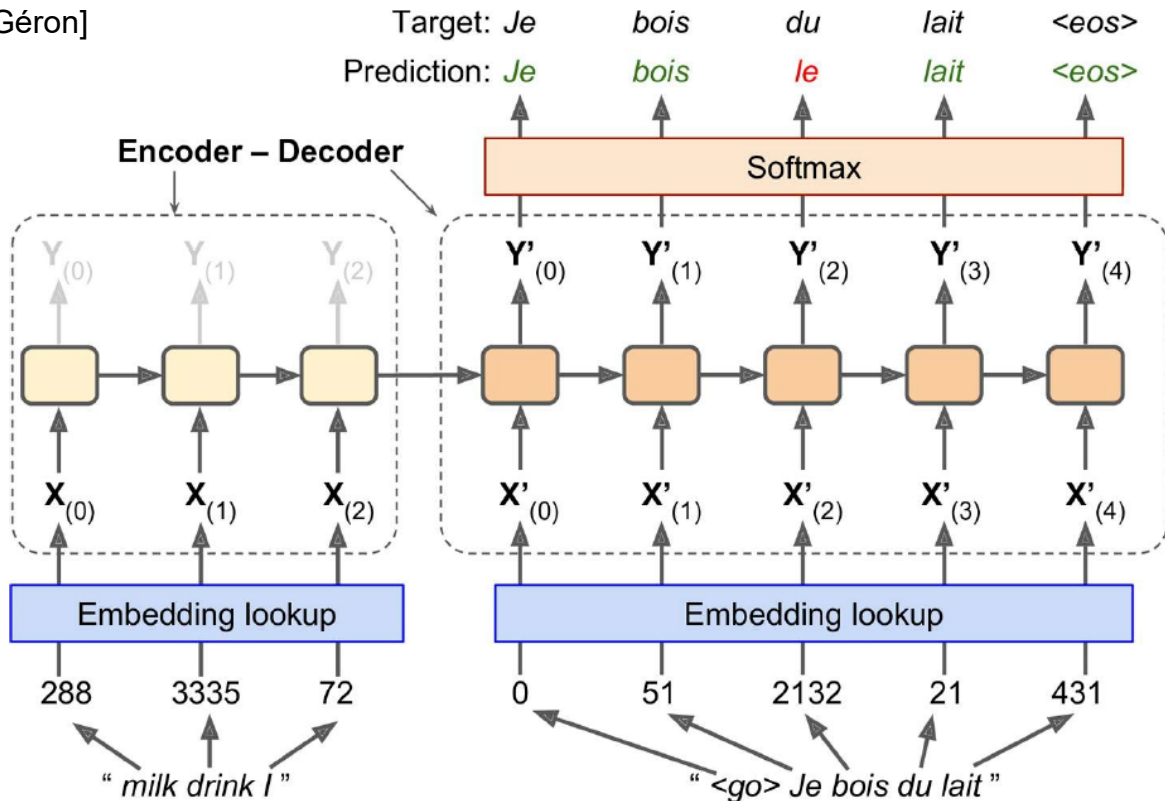 Géron]
Target: Je bois du lait <eos>
Prediction: Je bois le lait <eos>
Encoder – Decoder
Softmax
Y(0) Y(1) Y(2) Y'(0) Y'(1) Y'(2) Y'(3) Y'(4)
X(0) X(1) X(2) X'(0) X'(1) X'(2) X'(3) X'(4)
Embedding lookup Embedding lookup
288 3335 72 0 51 2132 21 431
“ milk drink I ” “ <go> Je bois du lait ”